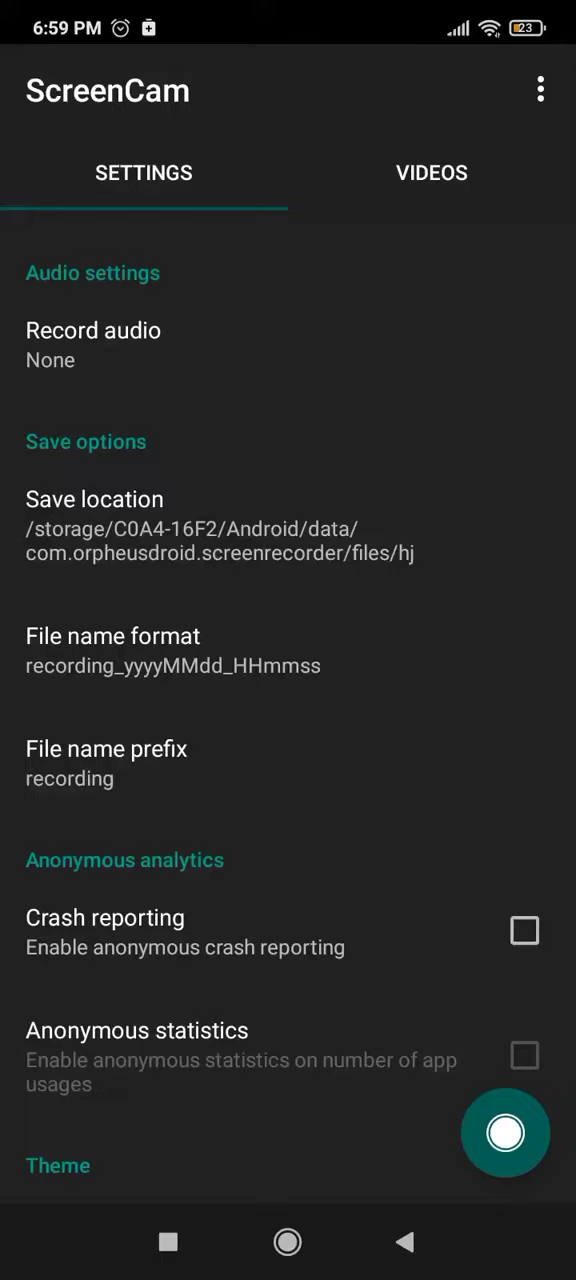 6:59 PM
23
ScreenCam
SETTINGS
VIDEOS
Audio settings
Record audio
None
Save options
Save location
/storage/C0A4-16F2/Android/data/
com.orpheusdroid.screenrecorder/files/hj
File name format
recording_yyyyMMdd_HHmmss
File name prefix
recording
Anonymous analytics
Crash reporting
Enable anonymous crash reporting
Anonymous statistics
Enable anonymous statistics on number of app
usages
Theme